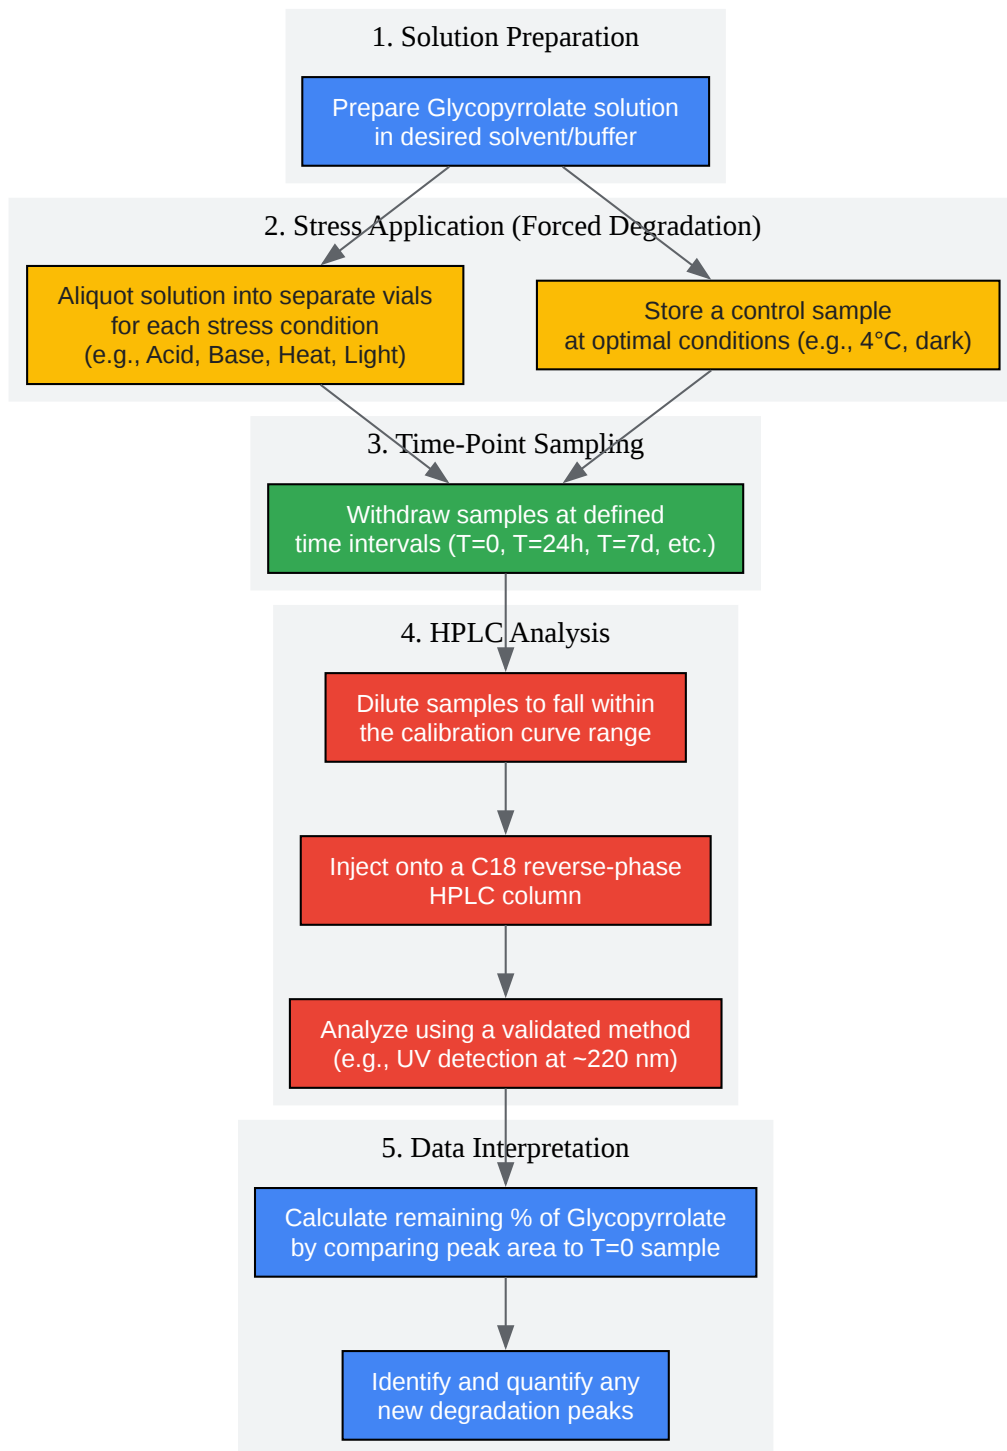 1. Solution Preparation
Prepare Glycopyrrolate solution
in desired solvent/buffer
2. Stress Application (Forced Degradation)
Aliquot solution into separate vials
for each stress condition
(e.g., Acid, Base, Heat, Light)
Store a control sample
at optimal conditions (e.g., 4°C, dark)
3. Time-Point Sampling
Withdraw samples at defined
time intervals (T=0, T=24h, T=7d, etc.)
4. HPLC Analysis
Dilute samples to fall within
the calibration curve range
Inject onto a C18 reverse-phase
HPLC column
Analyze using a validated method
(e.g., UV detection at ~220 nm)
5. Data Interpretation
Calculate remaining % of Glycopyrrolate
by comparing peak area to T=0 sample
Identify and quantify any
new degradation peaks